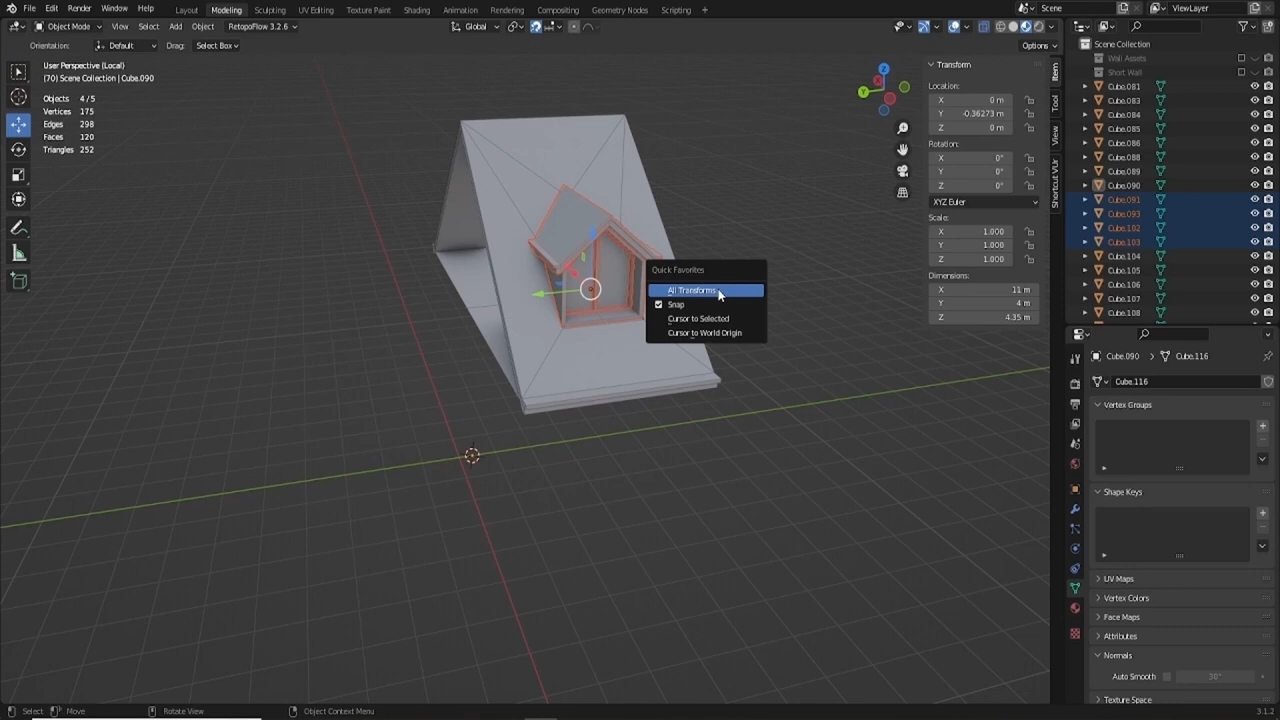 File Edit Render Window Help Layout Modeling Sculpting UV Editing Texture Paint Shading Animation Rendering Compositing Geometry Nodes Scripting + Scene ViewLayer
Object Mode View Select Add Object RetopoFlow 3.2.6 Global
Orientation: Default Drag: Select Box Options
User Perspective (Local)
(70) Scene Collection | Cube.090
Objects 4/5
Vertices 175
Edges 298
Faces 120
Triangles 252
Z
Y
X
Quick Favorites
All Transforms
Snap
Cursor to Selected
Cursor to World Origin
Transform
Location:
X 0 m
Y -0.36273 m
Z 0 m
Rotation:
X 0°
Y 0°
Z 0°
XYZ Euler
Scale:
X 1.000
Y 1.000
Z 1.000
Dimensions:
X 11 m
Y 4 m
Z 4.35 m
Item
Tool
View
Shortcut VUr
Scene Collection
Wall Assets
Short Wall
Cube.081
Cube.083
Cube.084
Cube.085
Cube.086
Cube.088
Cube.089
Cube.090
Cube.091
Cube.093
Cube.102
Cube.103
Cube.104
Cube.105
Cube.106
Cube.107
Cube.108
Cube.090 > Cube.116
Cube.116
Vertex Groups
Shape Keys
UV Maps
Vertex Colors
Face Maps
Attributes
Normals
Auto Smooth 30°
Texture Space
Select Move Rotate View Object Context Menu 3.1.2